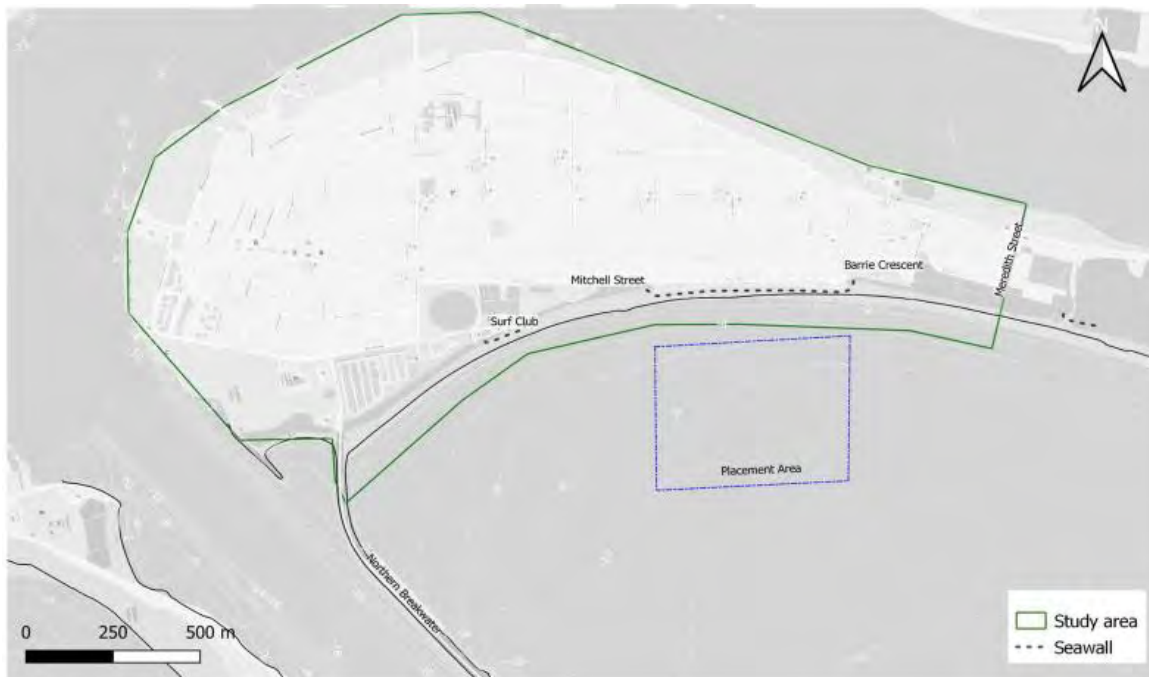 N
Meredith Street
Barrie Crescent
Mitchell Street
Surf Club
Placement Area
Northern Breakwater
0 250 500 m
Study area
Seawall